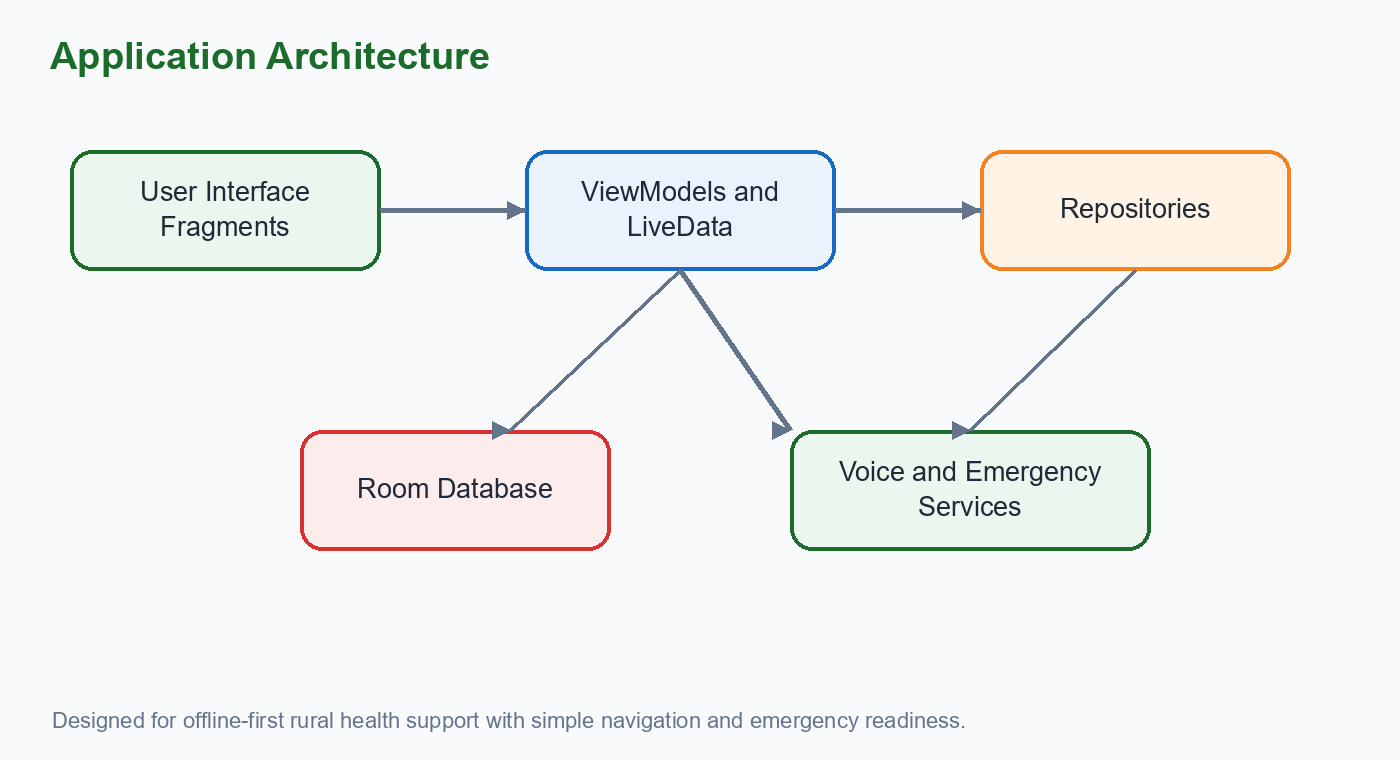 Application Architecture
User Interface
Fragments
ViewModels and
LiveData
Repositories
Room Database
Voice and Emergency
Services
Designed for offline-first rural health support with simple navigation and emergency readiness.